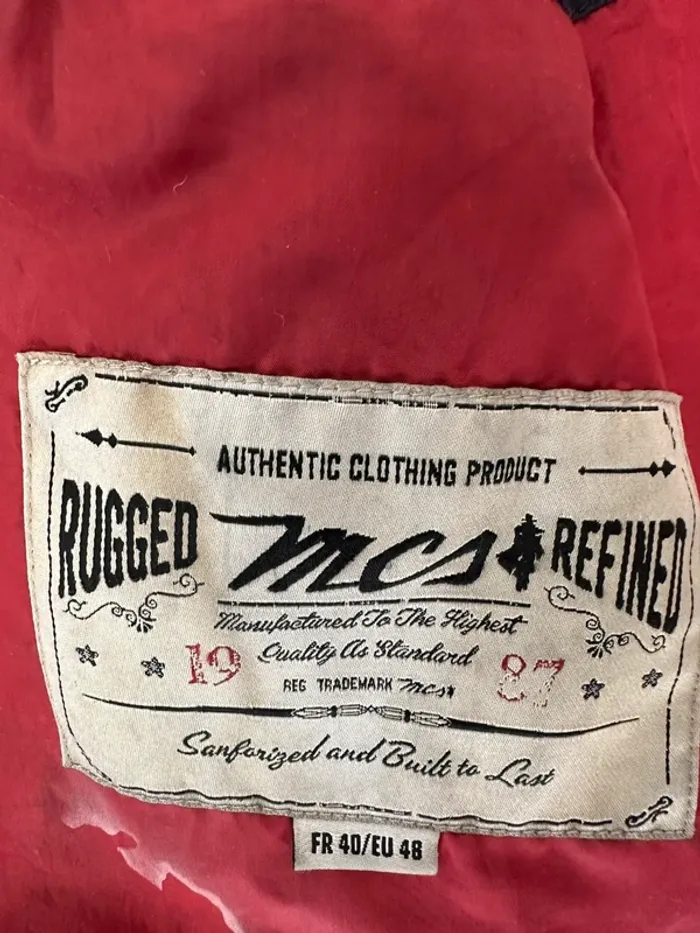 AUTHENTIC CLOTHING PRODUCT
RUGGED mcs REFINED
Manufactured To The Highest
Quality As Standard
19 87
REG TRADEMARK mcs
Sanforized and Built to Last
FR 40/EU 48